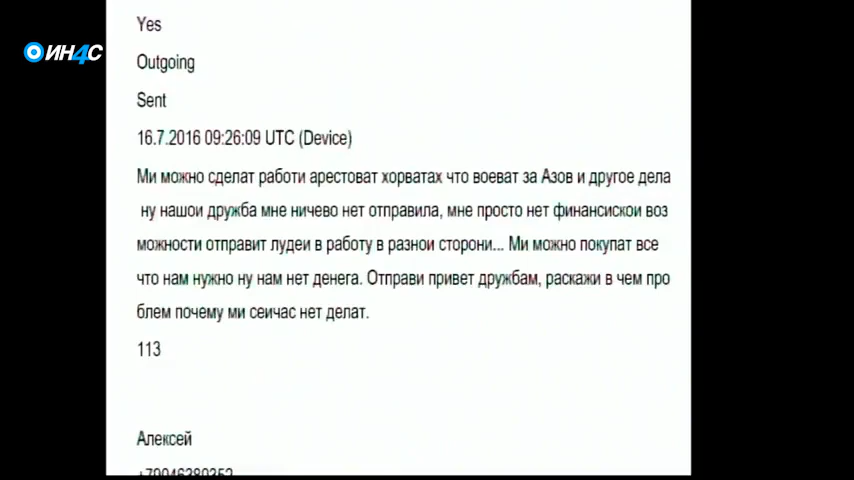 ИН4С
Yes
Outgoing
Sent
16.7.2016 09:26:09 UTC (Device)
Ми можно сделат работи арестоват хорватах что воеват за Азов и другое дела
ну нашои дружба мне ничево нет отправила, мне просто нет финансискои воз
можности отправит лудеи в работу в разнои сторони... Ми можно покупат все
что нам нужно ну нам нет денега. Отправи привет дружбам, раскажи в чем про
блем почему ми сеичас нет делат.
113
Алексей